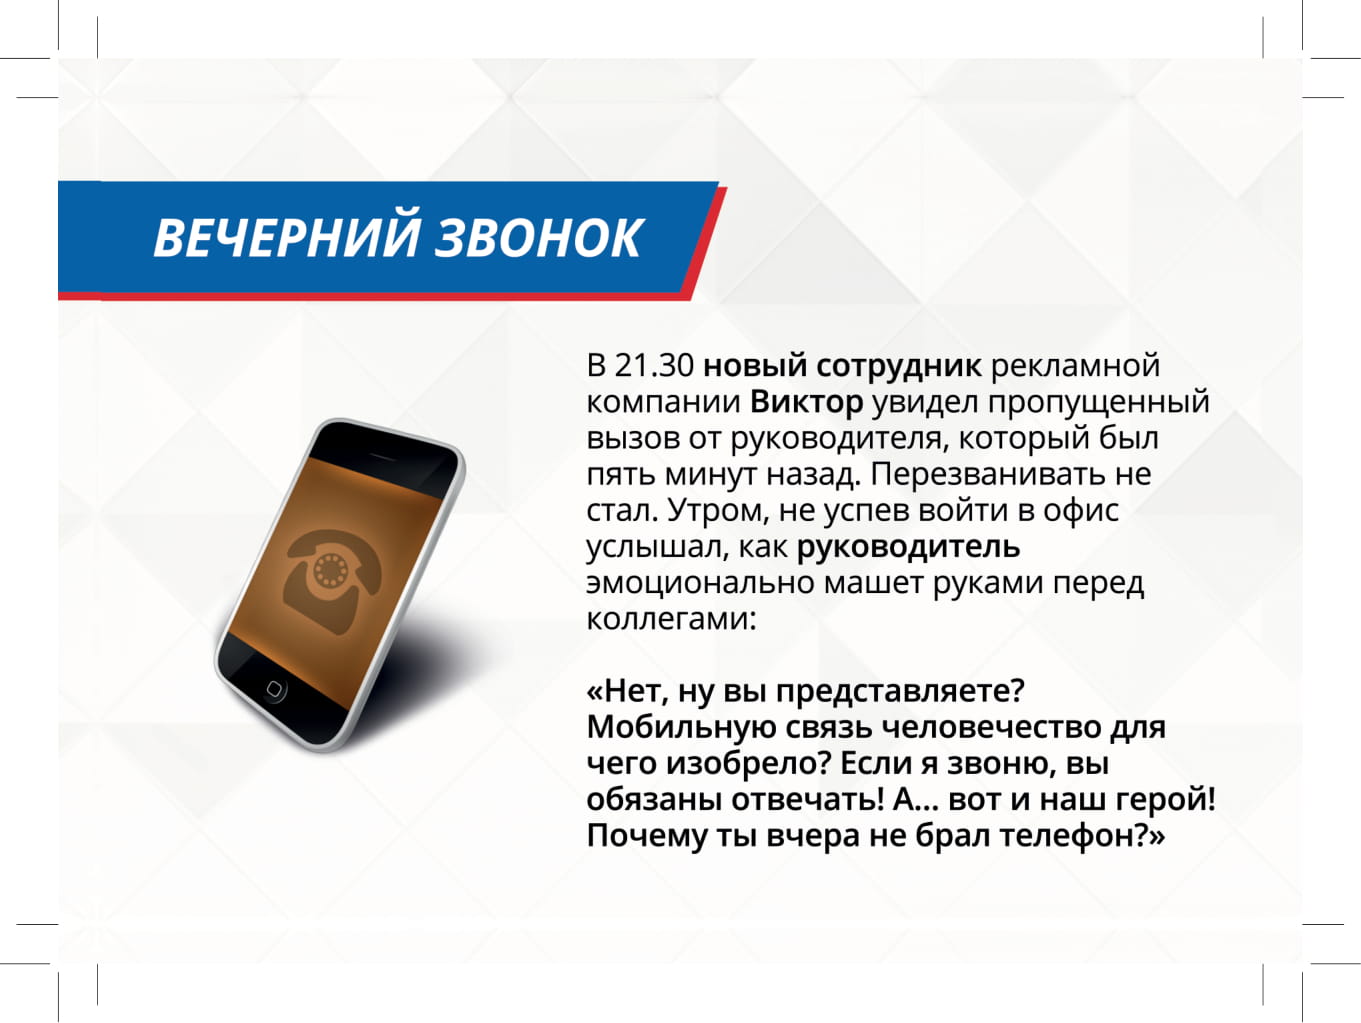 ВЕЧЕРНИЙ ЗВОНОК
В 21.30 новый сотрудник рекламной
компании Виктор увидел пропущенный
вызов от руководителя, который был
пять минут назад. Перезванивать не
стал. Утром, не успев войти в офис
услышал, как руководитель
эмоционально машет руками перед
коллегами:
«Нет, ну вы представляете?
Мобильную связь человечество для
чего изобрело? Если я звоню, вы
обязаны отвечать! А... вот и наш герой!
Почему ты вчера не брал телефон?»